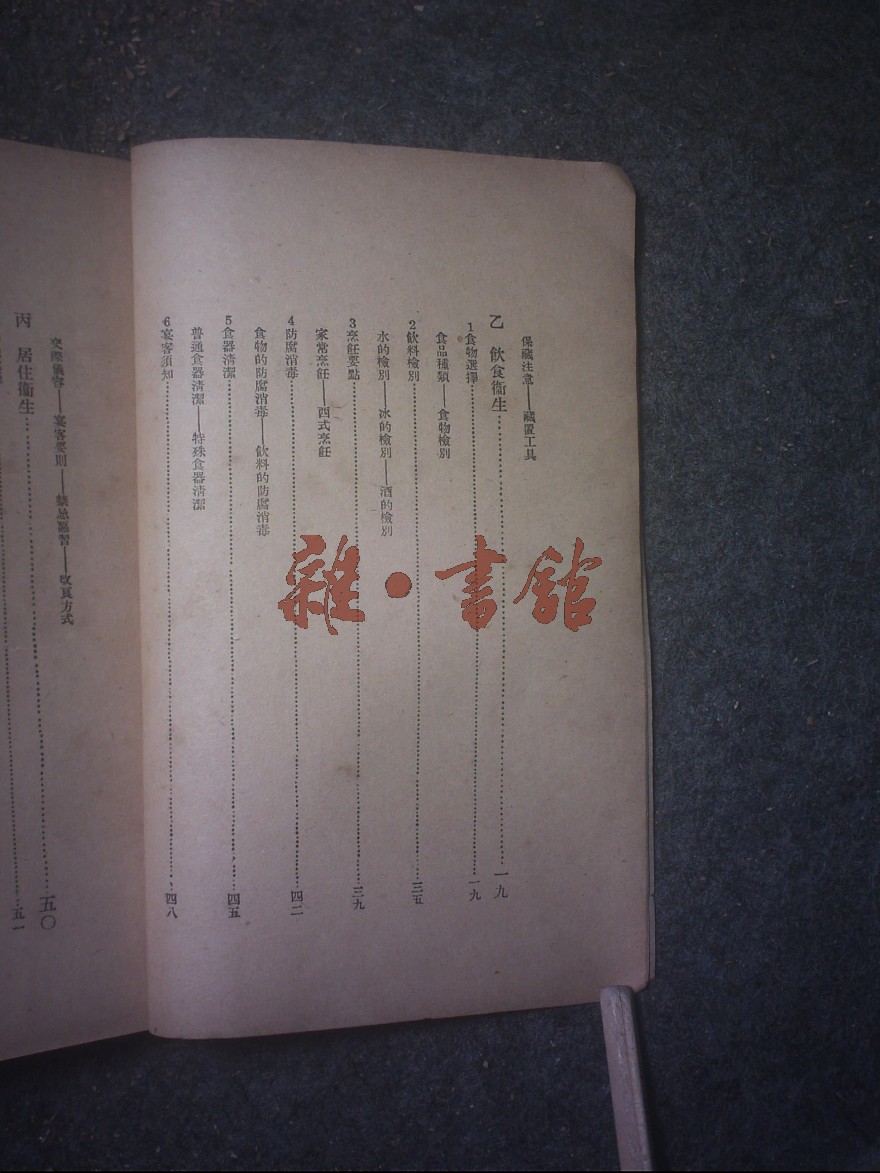 保藏注意——藏置工具
乙　飲食衞生……一九
1食物選擇……一九
食品種類——食物檢別
2飲料檢別……三五
水的檢別——冰的檢別——酒的檢別
3烹飪要點……三九
家常烹飪——西式烹飪
4防腐消毒……四二
食物的防腐消毒——飲料的防腐消毒
5食器清潔……四五
普通食器清潔——特殊食器清潔
6宴客須知……四八
交際儀容——宴客要則——禁忌惡習——改良方式
丙　居住衞生……五〇
五一
雜·書館